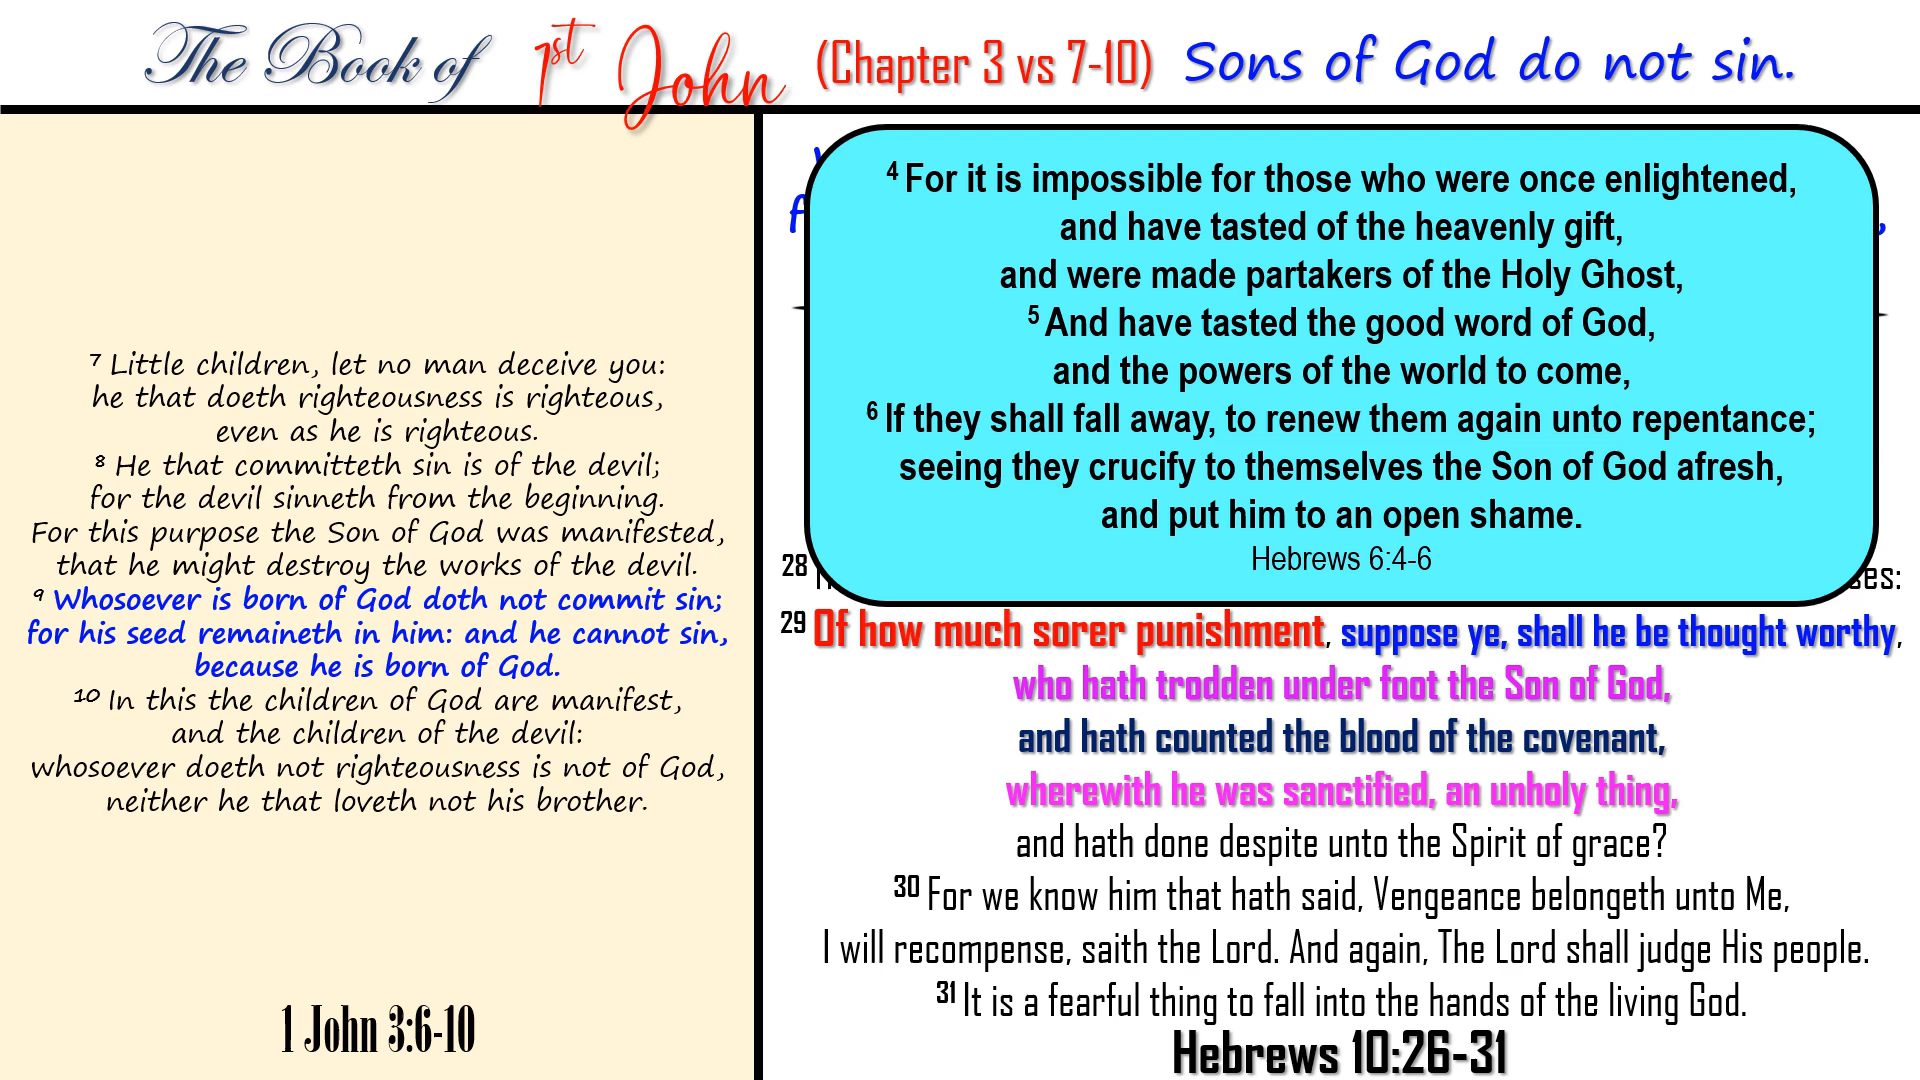 The Book of 1st John (Chapter 3 vs 7-10) Sons of God do not sin.
7 Little children, let no man deceive you:
he that doeth righteousness is righteous,
even as he is righteous.
8 He that committeth sin is of the devil;
for the devil sinneth from the beginning.
For this purpose the Son of God was manifested,
that he might destroy the works of the devil.
9 Whosoever is born of God doth not commit sin;
for his seed remaineth in him: and he cannot sin,
because he is born of God.
10 In this the children of God are manifest,
and the children of the devil:
whosoever doeth not righteousness is not of God,
neither he that loveth not his brother.
1 John 3:6-10
4 For it is impossible for those who were once enlightened,
and have tasted of the heavenly gift,
and were made partakers of the Holy Ghost,
5 And have tasted the good word of God,
and the powers of the world to come,
6 If they shall fall away, to renew them again unto repentance;
seeing they crucify to themselves the Son of God afresh,
and put him to an open shame.
Hebrews 6:4-6
28
29 Of how much sorer punishment, suppose ye, shall he be thought worthy,
who hath trodden under foot the Son of God,
and hath counted the blood of the covenant,
wherewith he was sanctified, an unholy thing,
and hath done despite unto the Spirit of grace?
30 For we know him that hath said, Vengeance belongeth unto Me,
I will recompense, saith the Lord. And again, The Lord shall judge His people.
31 It is a fearful thing to fall into the hands of the living God.
Hebrews 10:26-31